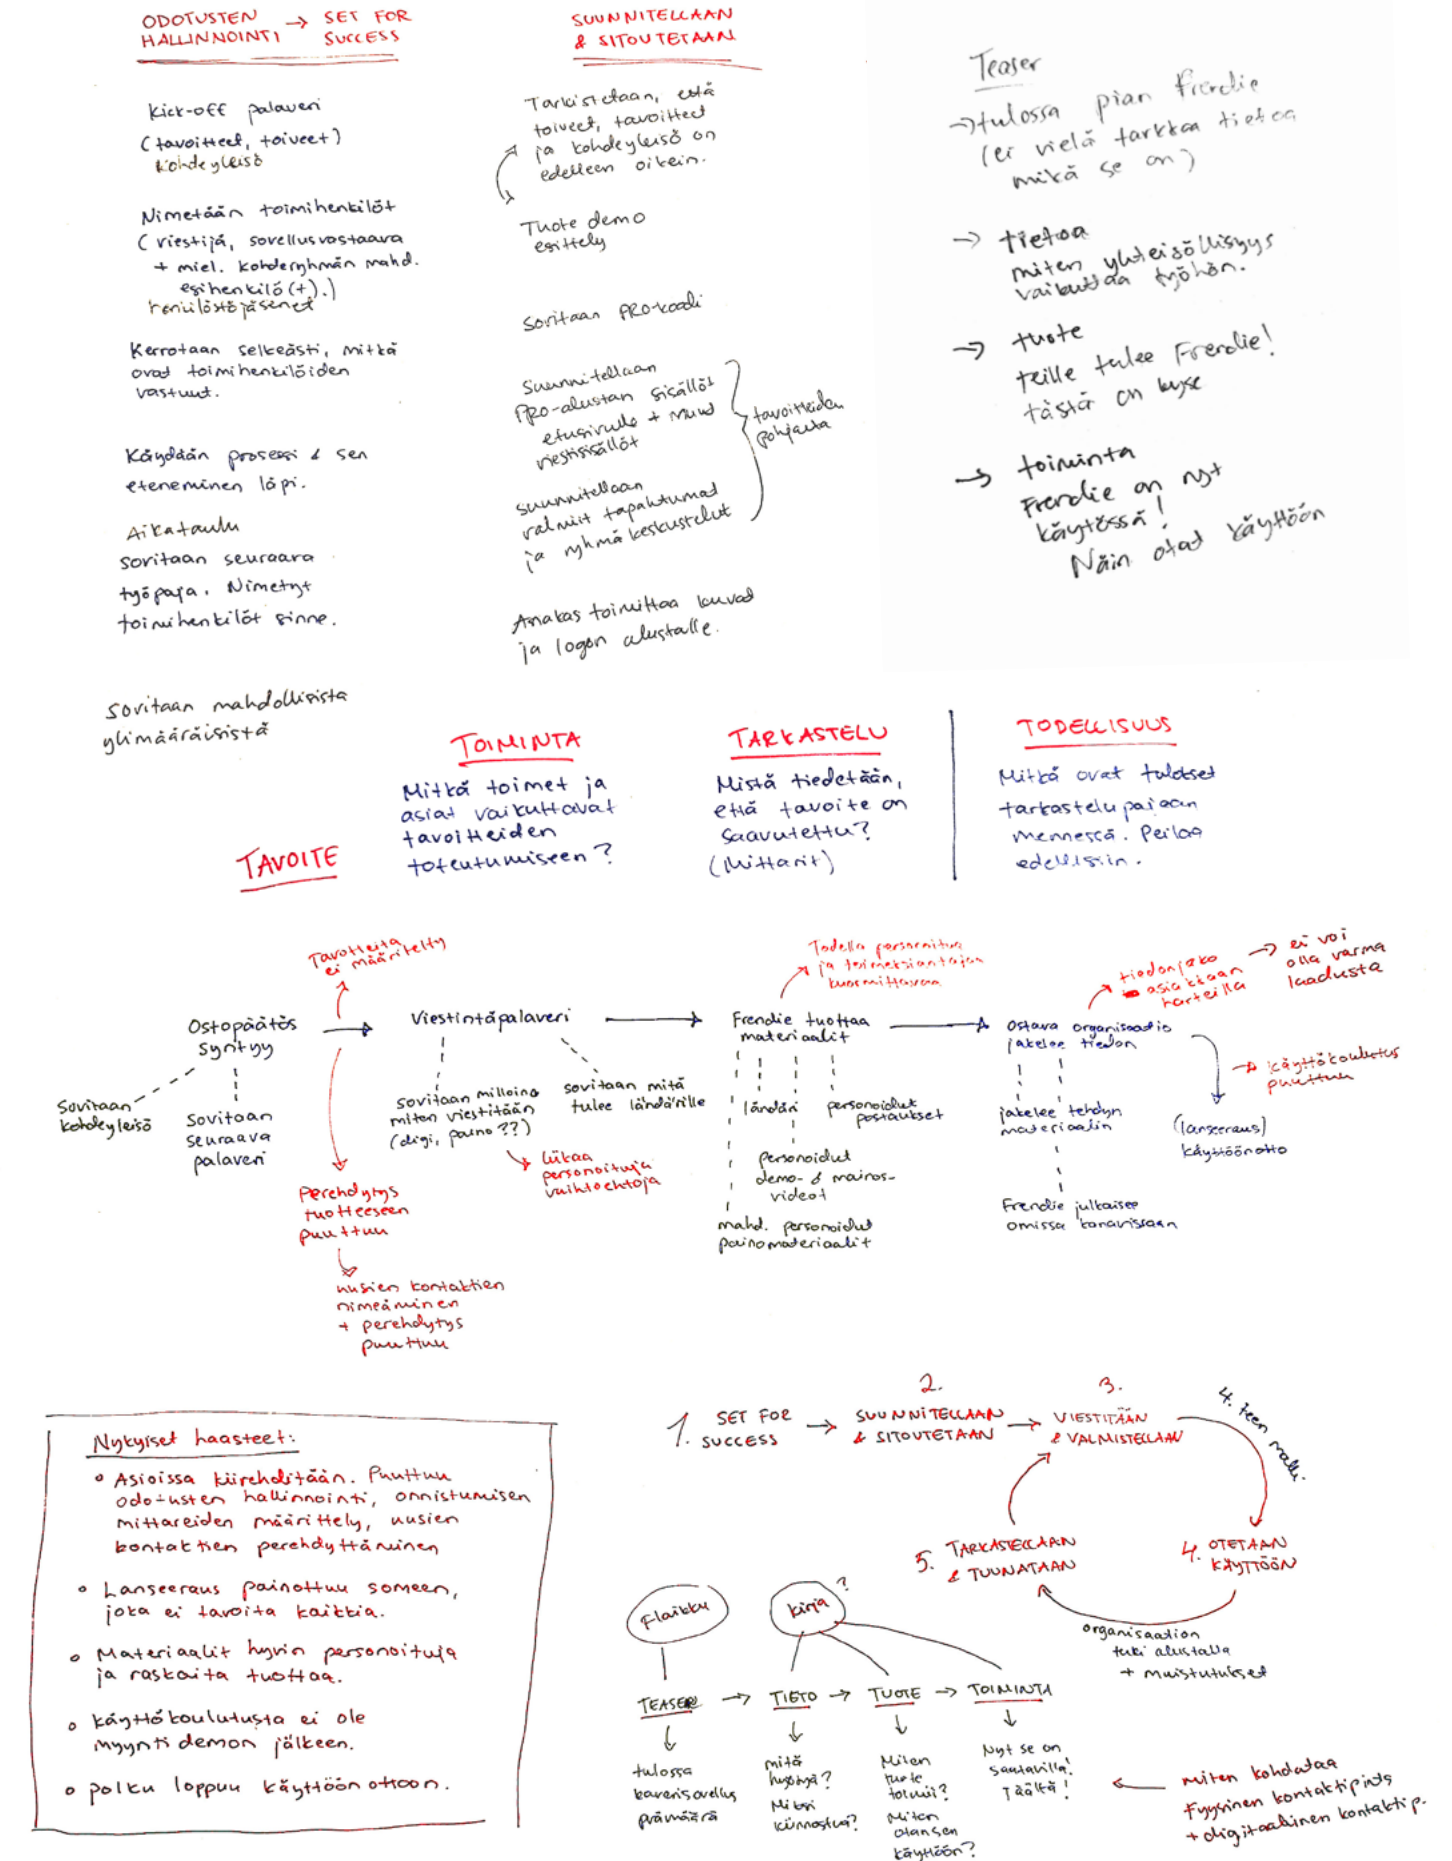 ODOTUSTEN → SET FOR
HALLINNOINTI SUCCESS
Kick-off palaveri
(tavoitteet, toiveet)
kohdeyleisö
Nimetään toimihenkilöt
(viestijä, sovellusvastaava
+ miel. kohderyhmän mahd.
esihenkilö(t).)
henkilöstöjäsenet
Kerrotaan selkeästi, mitkä
ovat toimihenkilöiden
vastuut.
Käydään prosessi & sen
eteneminen läpi.
Aikataulu
sovitaan seuraava
työpaja. Nimetyt
toimihenkilöt sinne.
Sovitaan mahdollisista
ylimääräisistä
SUUNNITELLAAN
& SITOUTETAAN
Tarkistetaan, että
toiveet, tavoitteet
ja kohdeyleisö on
edelleen oikein.
Tuote demo
esittely
Sovitaan PRO-koodi
Suunnitellaan
PRO-alustan sisällöt
etusivulle + muut
viestisisällöt
tavoitteiden
pohjalta
suunnitellaan
valmiit tapahtumat
ja ryhmäkeskustelut
Asiakas toimittaa kuvat
ja logon alustalle.
Teaser
→ tulossa pian Frendie
(ei vielä tarkkaa tietoa
mikä se on)
→ tietoa
miten yhteisöllisyys
vaikuttaa työhön.
→ tuote
teille tulee Frendie!
tästä on kyse
→ toiminta
Frendie on nyt
käytössä!
Näin otat käyttöön
TAVOITE
TOIMINTA
Mitkä toimet ja
asiat vaikuttavat
tavoitteiden
toteutumiseen?
TARKASTELU
Mistä tiedetään,
että tavoite on
saavutettu?
(Mittarit)
TODELLISUUS
Mitkä ovat tulokset
tarkastelupaivaan
mennessä. Peilaa
edellisiin.
Tavotteita
ei määritelty
Ostopäätös
syntyy
Sovitaan
kohdeyleisö
Sovitaan
seuraava
palaveri
Perehdytys
tuotteeseen
puuttuu
uusien kontaktien
nimeäminen
+ perehdytys
puuttuu
Viestintäpalaveri
sovitaan milloin
miten viestitään
(digi, paino??)
sovitaan mitä
tulee ländärille
Liikaa
personoituja
vaihtoehtoja
Todella personoitua
ja toimeksiantajaa
kuormittavaa
Frendie tuottaa
materiaalit
ländäri
personoidut
postaukset
personoidut
demo- & mainos-
videot
mahd. personoidut
painomateriaalit
tiedonjako
asiakkaan
harteilla
→ ei voi
olla varma
laadusta
Ostava organisaatio
jakelee tiedon
jakelee tehdyn
materiaalin
Frendie julkaisee
omissa kanavissaan
→ Käyttökoulutus
puuttuu
(lanseeraus)
käyttöönotto
Nykyiset haasteet:
• Asioissa kiirehditään. Puuttuu
odotusten hallinnointi, onnistumisen
mittareiden määrittely, uusien
kontaktien perehdyttäminen
• Lanseeraus painottuu someen,
joka ei tavoita kaikkia.
• Materiaalit hyvin personoituja
ja raskaita tuottaa.
• Käyttökoulutusta ei ole
myynti demon jälkeen.
• Polku loppuu käyttöönottoon.
1. SET FOR
SUCCESS
→
2.
SUUNNITELLAAN
& SITOUTETAAN
→
3.
VIESTITÄÄN
& VALMISTELLAAN
4. teen malli
4. OTETAAN
KÄYTTÖÖN
organisaation
tuki alustalla
+ muistutukset
5. TARKASTELLAAN
& TUUNATAAN
Flaikku
kirja ?
TEASER → TIETO → TUOTE → TOIMINTA
tulossa
kaverisovellus
mitä
hyötyä?
Miksi
kiinnostua?
Miten
tuote
toimii?
Miten
otan sen
käyttöön?
Nyt se on
saatavilla!
Täältä!
← miten kohdataa
Fyysinen kontaktipiste
+ digitaalinen kontaktip.